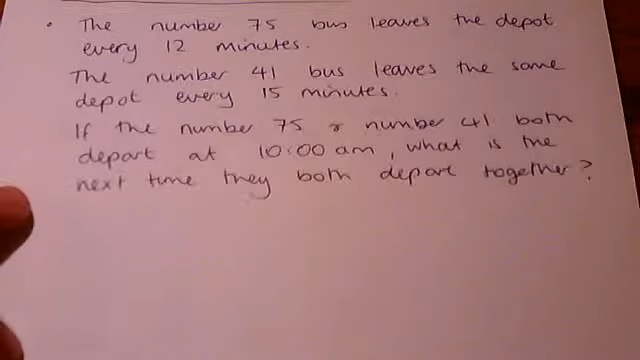 • The number 75 bus leaves the depot
every 12 minutes.
The number 41 bus leaves the same
depot every 15 minutes.
If the number 75 & number 41 both
depart at 10:00 am, what is the
next time they both depart together?